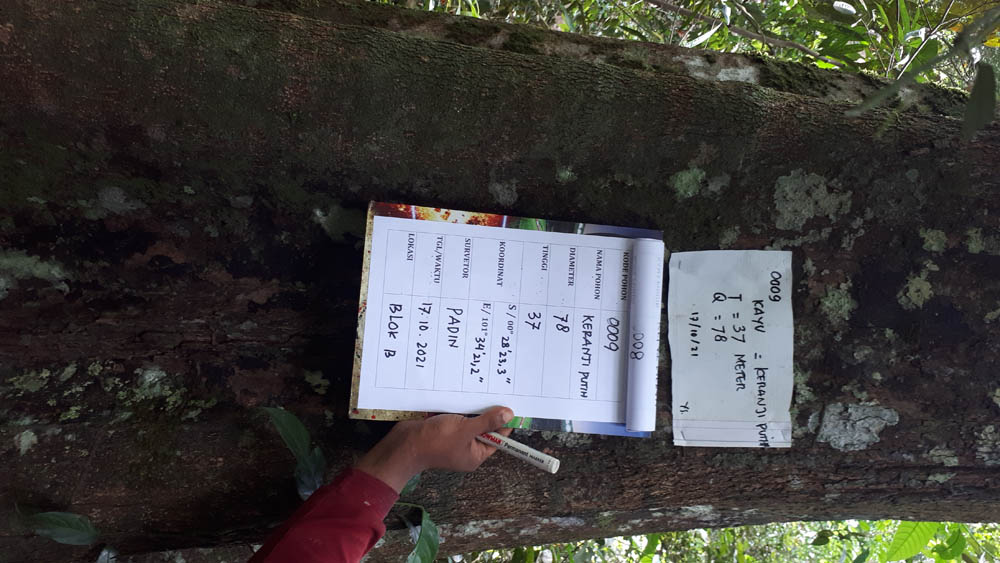 0009
KAYU = KERANJI PUTIH
T = 37 METER
Q = 78
17/10/21
Ys.
0008
KODE POHON 0009
NAMA POHON KERANJI PUTIH
DIAMETER 78
TINGGI 37
KOORDINAT S / 00° 28'23,3"
E/ 101° 34'21,2"
SURVEYOR PADIN
TGL/WAKTU 17.10.2021
LOKASI BLOK B